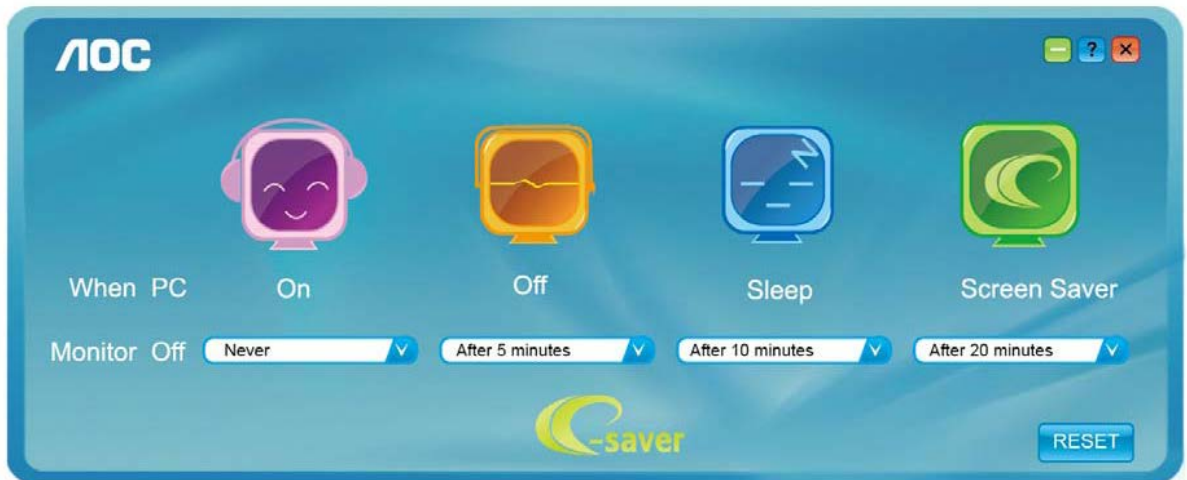 AOC
?
When PC On Off Sleep Screen Saver
Monitor Off Never After 5 minutes After 10 minutes After 20 minutes
e-saver
RESET